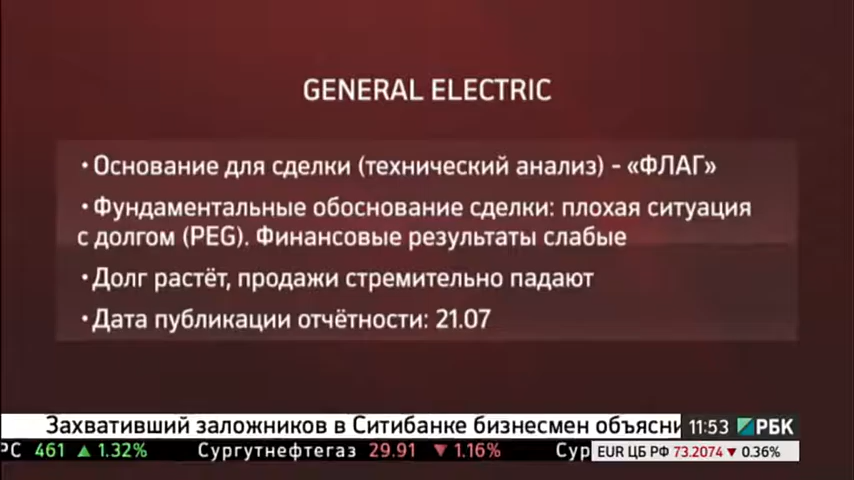 GENERAL ELECTRIC
•Основание для сделки (технический анализ) - «ФЛАГ»
•Фундаментальные обоснование сделки: плохая ситуация
с долгом (PEG). Финансовые результаты слабые
•Долг растёт, продажи стремительно падают
•Дата публикации отчётности: 21.07
Захвативший заложников в Ситибанке бизнесмен объясни
11:53 РБК
РС 461 ▲ 1.32% Сургутнефтегаз 29.91 ▼ 1.16% Сур
EUR ЦБ РФ 73.2074 ▼ 0.36%